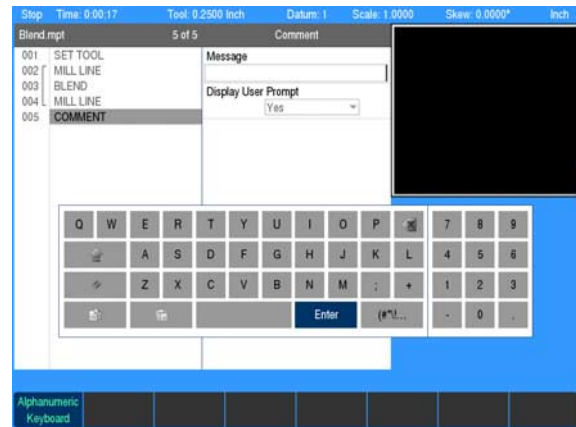 Stop Time: 0:00:17 Tool: 0.2500 Inch Datum: 1 Scale: 1.0000 Skew: 0.0000° Inch
Blend.mpt 5 of 5 Comment
001 SET TOOL
002 MILL LINE
003 BLEND
004 MILL LINE
005 COMMENT
Message
Display User Prompt
Yes
Q W E R T Y U I O P 7 8 9
A S D F G H J K L 4 5 6
Z X C V B N M ; + 1 2 3
Enter (#"\!... - 0 .
Alphanumeric
Keyboard